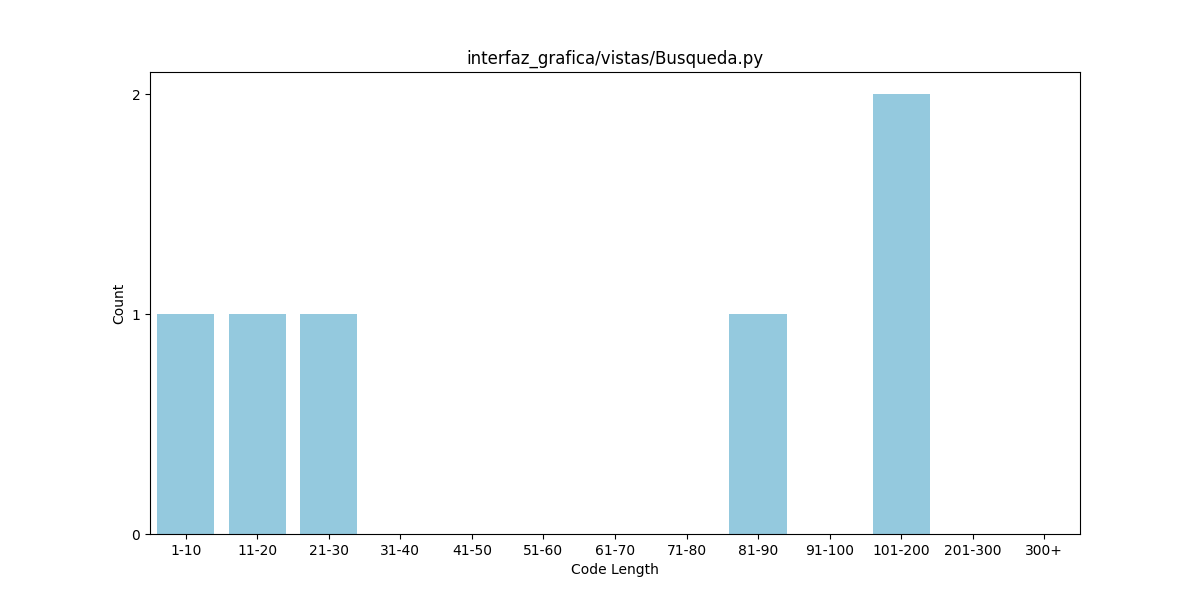 interfaz_grafica/vistas/Busqueda.py
2
1
0
Count
1-10 11-20 21-30 31-40 41-50 51-60 61-70 71-80 81-90 91-100 101-200 201-300 300+
Code Length